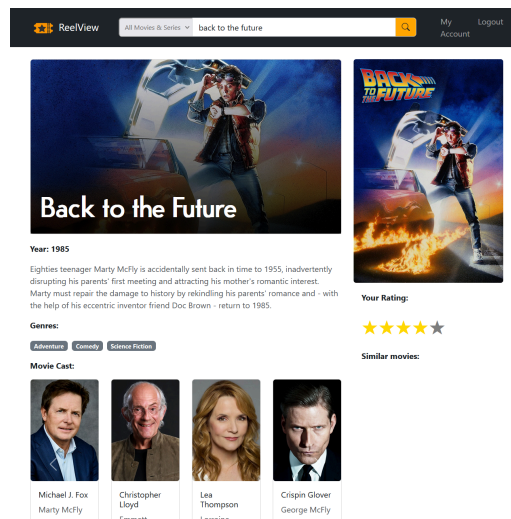 ReelView
All Movies & Series
back to the future
My Account
Logout
Back to the Future
BACK
TO THE
FUTURE
Year: 1985
Eighties teenager Marty McFly is accidentally sent back in time to 1955, inadvertently
disrupting his parents' first meeting and attracting his mother's romantic interest.
Marty must repair the damage to history by rekindling his parents' romance and - with
the help of his eccentric inventor friend Doc Brown - return to 1985.
Genres:
Adventure Comedy Science Fiction
Your Rating:
Similar movies:
Movie Cast:
Michael J. Fox
Marty McFly
Christopher
Lloyd
Emmett
Lea
Thompson
Lorraine
Crispin Glover
George McFly